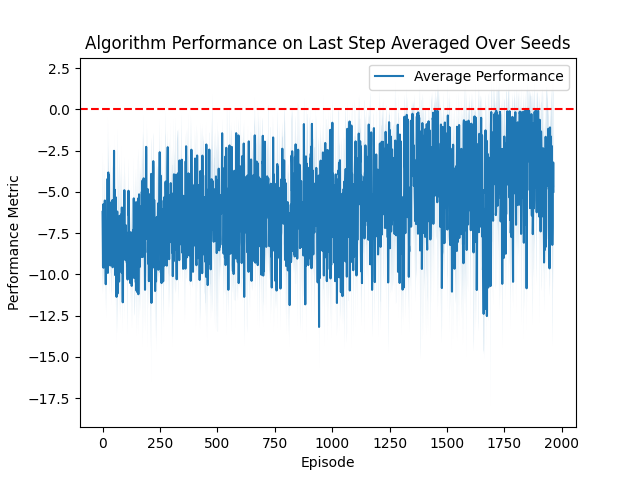 Algorithm Performance on Last Step Averaged Over Seeds
Average Performance
2.5
0.0
−2.5
−5.0
−7.5
−10.0
−12.5
−15.0
−17.5
Performance Metric
0 250 500 750 1000 1250 1500 1750 2000
Episode